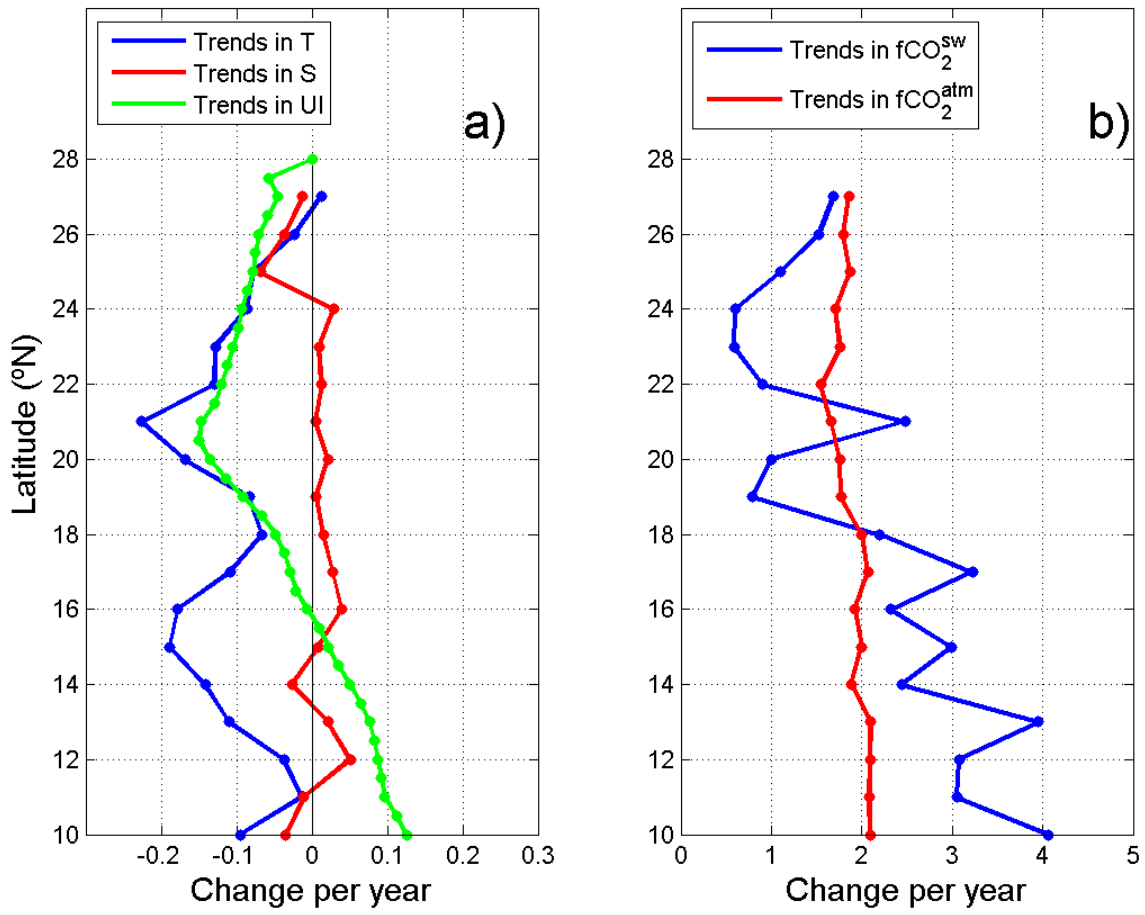 Trends in T
Trends in S
Trends in UI
a)
Latitude (ºN)
28
26
24
22
20
18
16
14
12
10
-0.2 -0.1 0 0.1 0.2 0.3
Change per year
Trends in fCO₂ˢʷ
Trends in fCO₂ᵃᵗᵐ
b)
28
26
24
22
20
18
16
14
12
10
0 1 2 3 4 5
Change per year